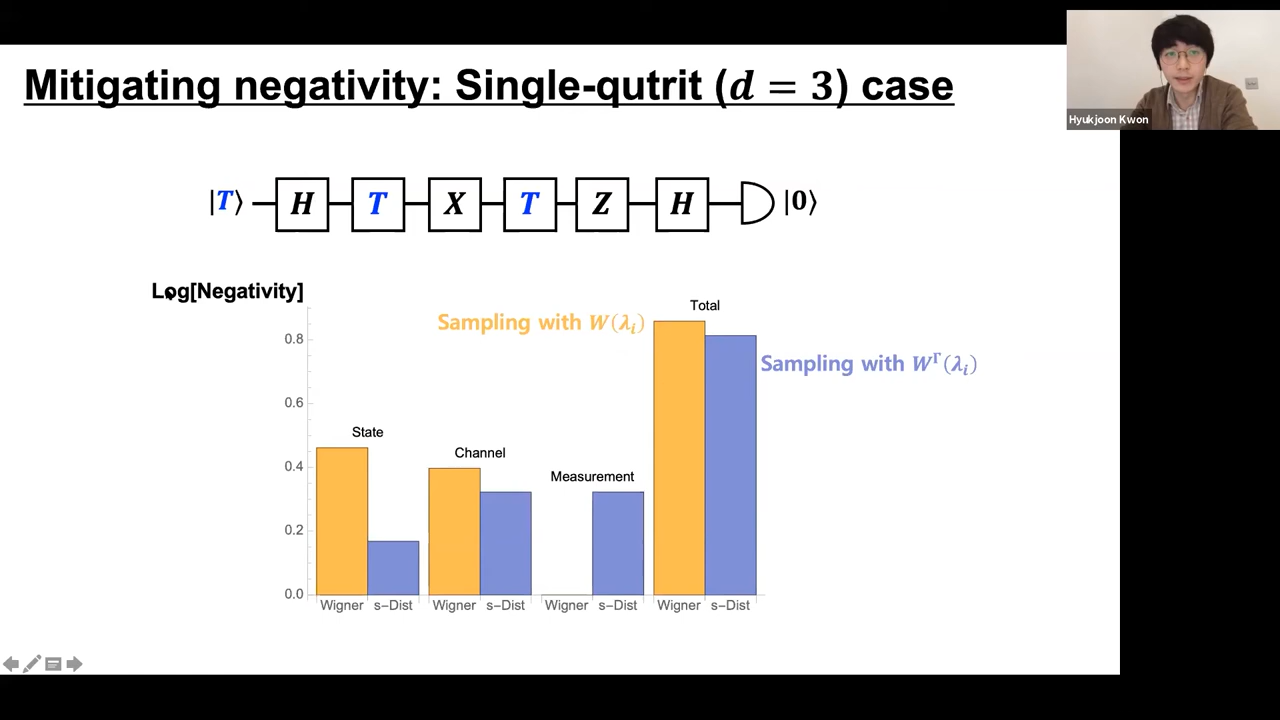 Mitigating negativity: Single-qutrit (d = 3) case
Hyukjoon Kwon
|T⟩ H T X T Z H |0⟩
Log[Negativity]
Total
Sampling with W(λᵢ)
0.8
Sampling with Wᴦ(λᵢ)
0.6
State
Channel
0.4
Measurement
0.2
0.0
Wigner s–Dist Wigner s–Dist Wigner s–Dist Wigner s–Dist